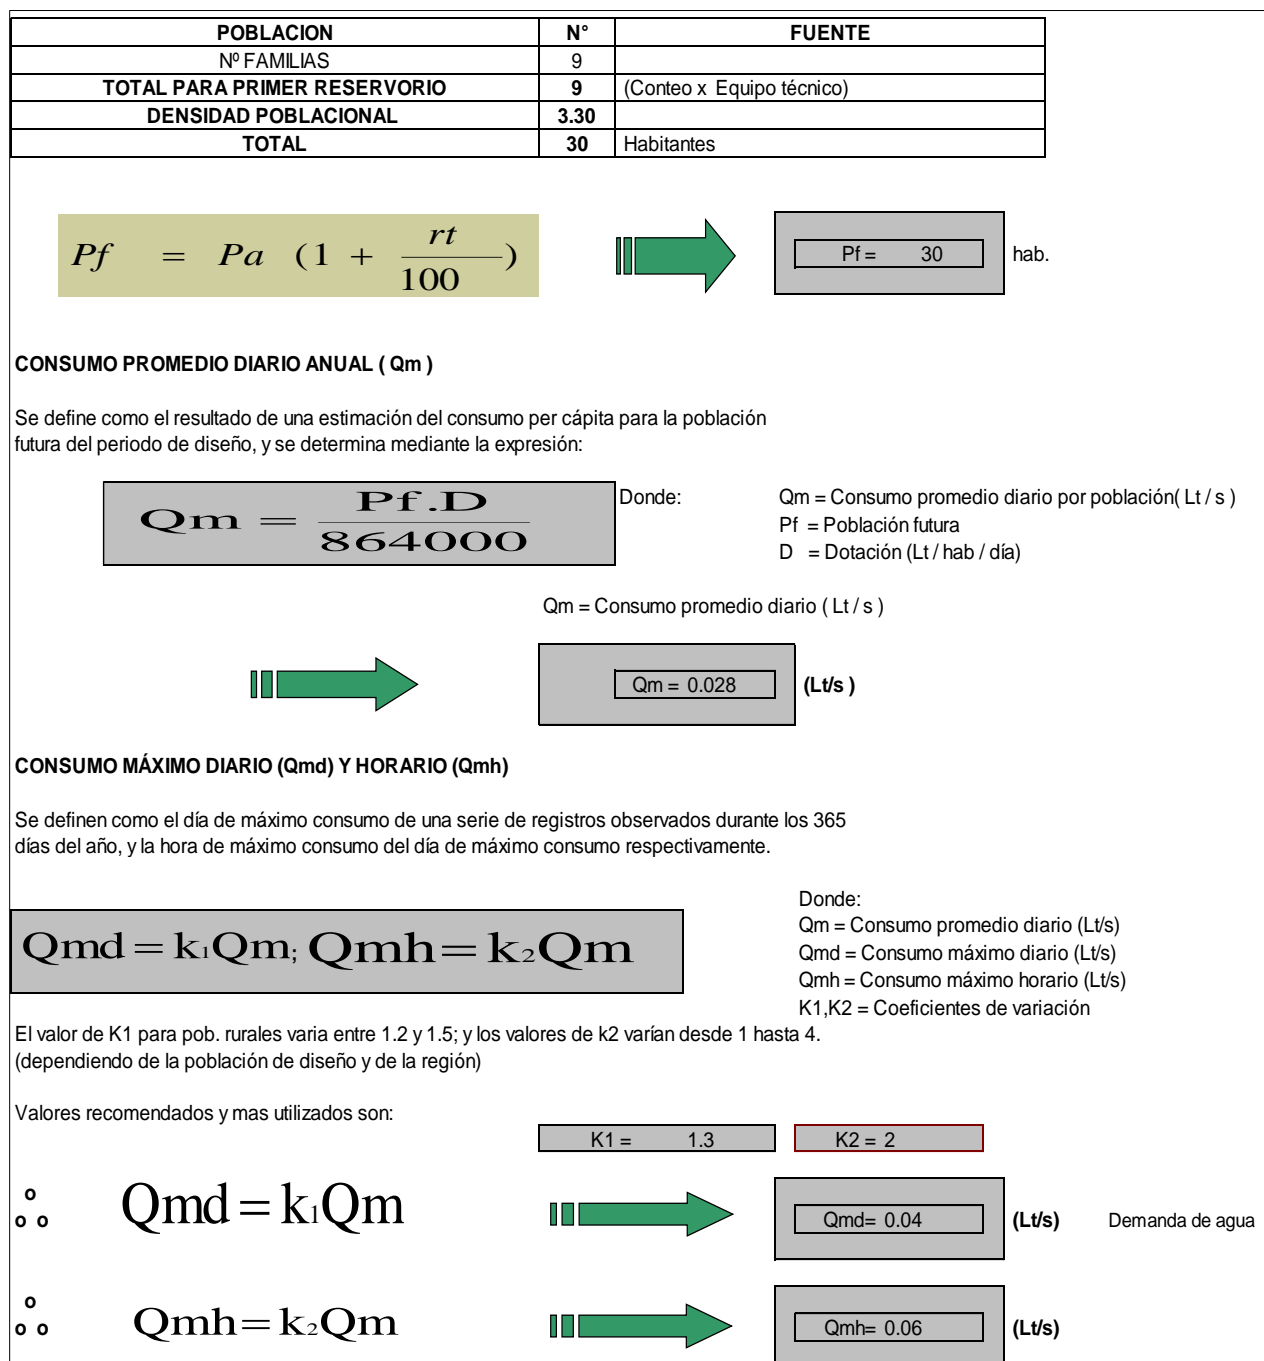 POBLACION N° FUENTE
Nº FAMILIAS 9
TOTAL PARA PRIMER RESERVORIO 9 (Conteo x Equipo técnico)
DENSIDAD POBLACIONAL 3.30
TOTAL 30 Habitantes
Pf = Pa (1 + rt/100)
Pf = 30 hab.
CONSUMO PROMEDIO DIARIO ANUAL ( Qm )
Se define como el resultado de una estimación del consumo per cápita para la población
futura del periodo de diseño, y se determina mediante la expresión:
Qm = Pf.D/864000
Donde: Qm = Consumo promedio diario por población( Lt / s )
Pf = Población futura
D = Dotación (Lt / hab / día)
Qm = Consumo promedio diario ( Lt / s )
Qm = 0.028 (Lt/s )
CONSUMO MÁXIMO DIARIO (Qmd) Y HORARIO (Qmh)
Se definen como el día de máximo consumo de una serie de registros observados durante los 365
días del año, y la hora de máximo consumo del día de máximo consumo respectivamente.
Donde:
Qm = Consumo promedio diario (Lt/s)
Qmd = Consumo máximo diario (Lt/s)
Qmh = Consumo máximo horario (Lt/s)
K1,K2 = Coeficientes de variación
Qmd = k₁Qm; Qmh = k₂Qm
El valor de K1 para pob. rurales varia entre 1.2 y 1.5; y los valores de k2 varían desde 1 hasta 4.
(dependiendo de la población de diseño y de la región)
Valores recomendados y mas utilizados son:
K1 = 1.3 K2 = 2
Qmd = k₁Qm Qmd= 0.04 (Lt/s) Demanda de agua
Qmh = k₂Qm Qmh= 0.06 (Lt/s)